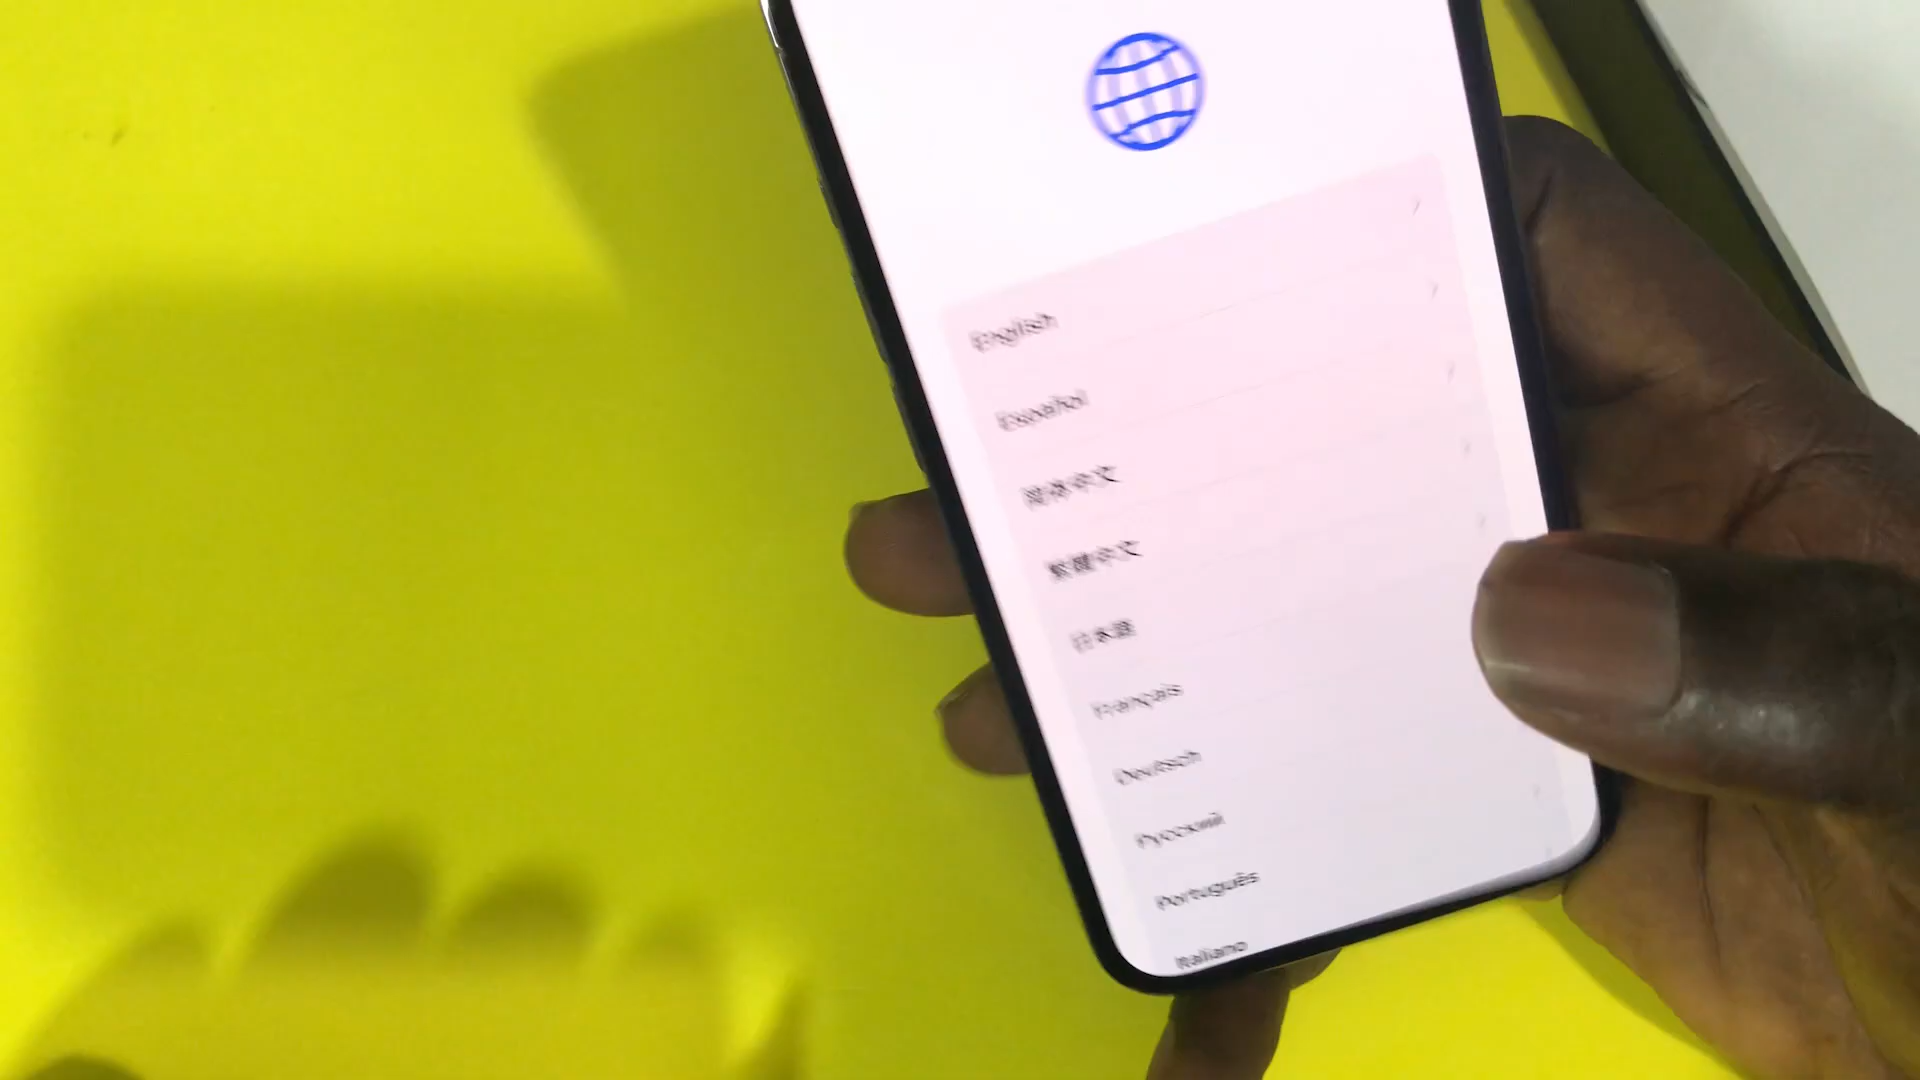 English
Español
简体中文
繁體中文
日本語
Français
Deutsch
Русский
Português
Italiano